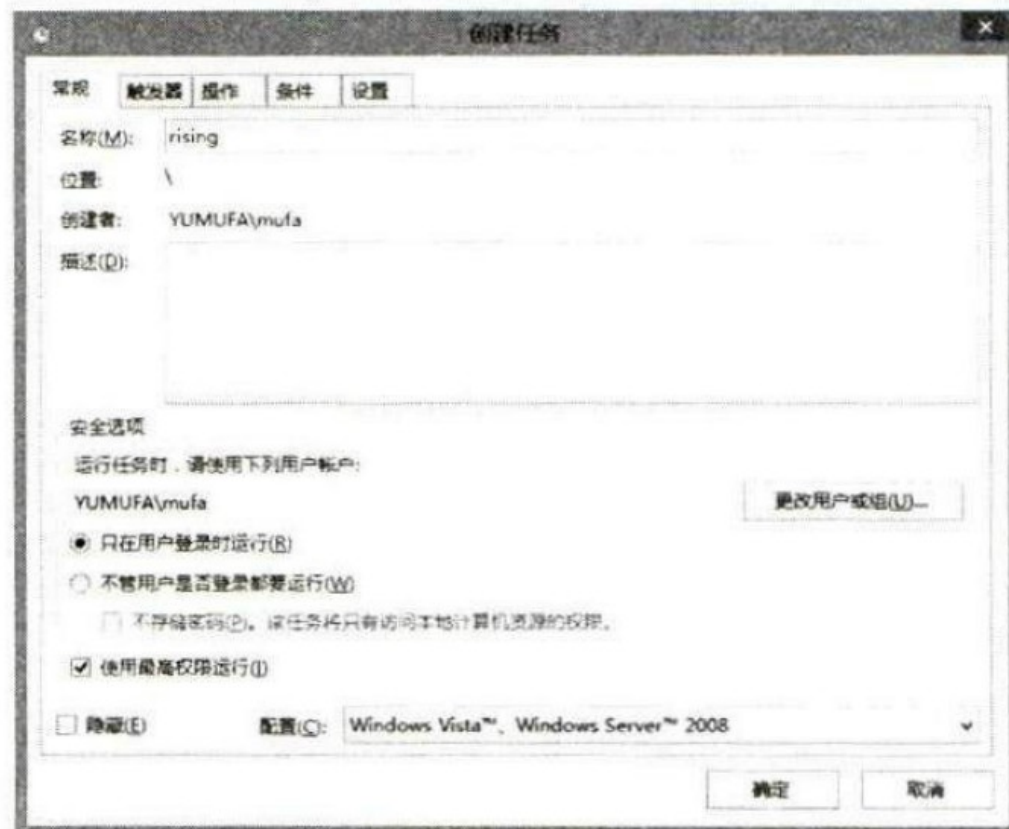 创建任务
常规 触发器 操作 条件 设置
名称(M): rising
位置: \
创建者: YUMUFA\mufa
描述(D):
安全选项
运行任务时，请使用下列用户帐户:
YUMUFA\mufa
更改用户或组(U)...
只在用户登录时运行(R)
不管用户是否登录都要运行(W)
不存储密码(P)。该任务将只有访问本地计算机资源的权限。
使用最高权限运行(I)
隐藏(E) 配置(C): Windows Vista™、Windows Server™ 2008
确定 取消